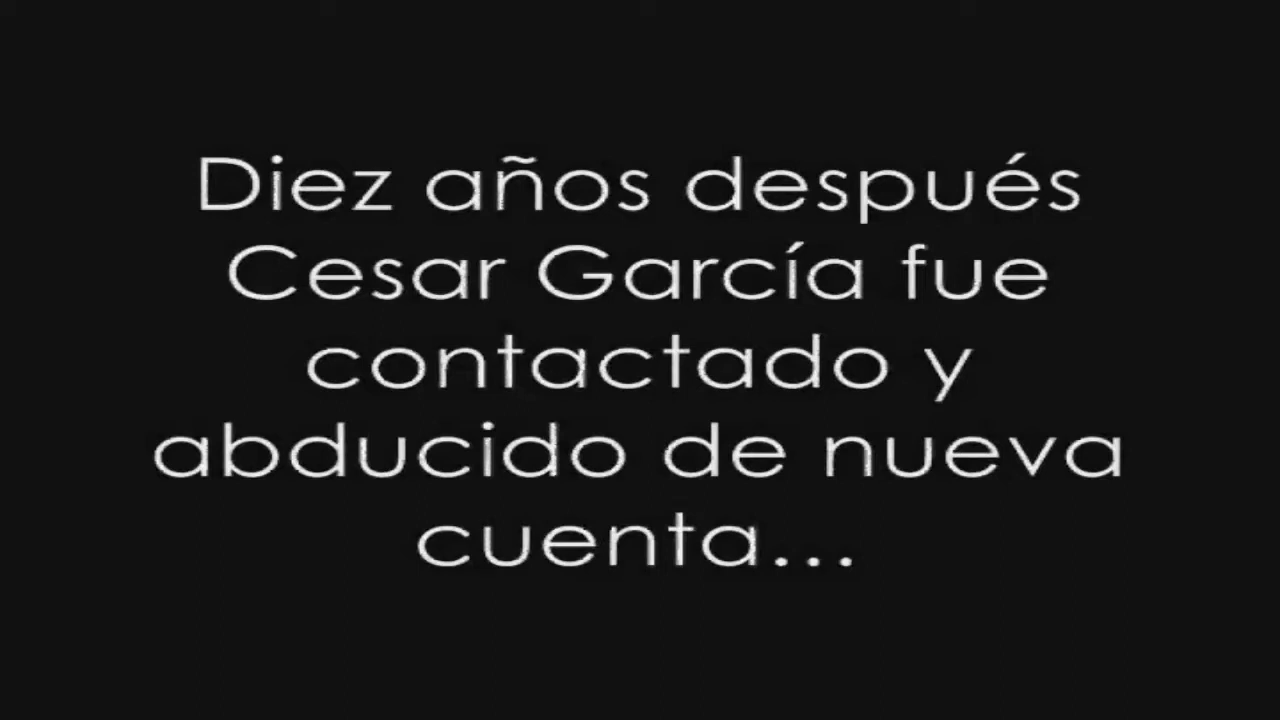 Diez años después
Cesar García fue
contactado y
abducido de nueva
cuenta...